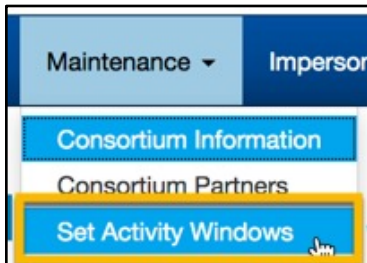 Maintenance
Consortium Information
Consortium Partners
Set Activity Windows